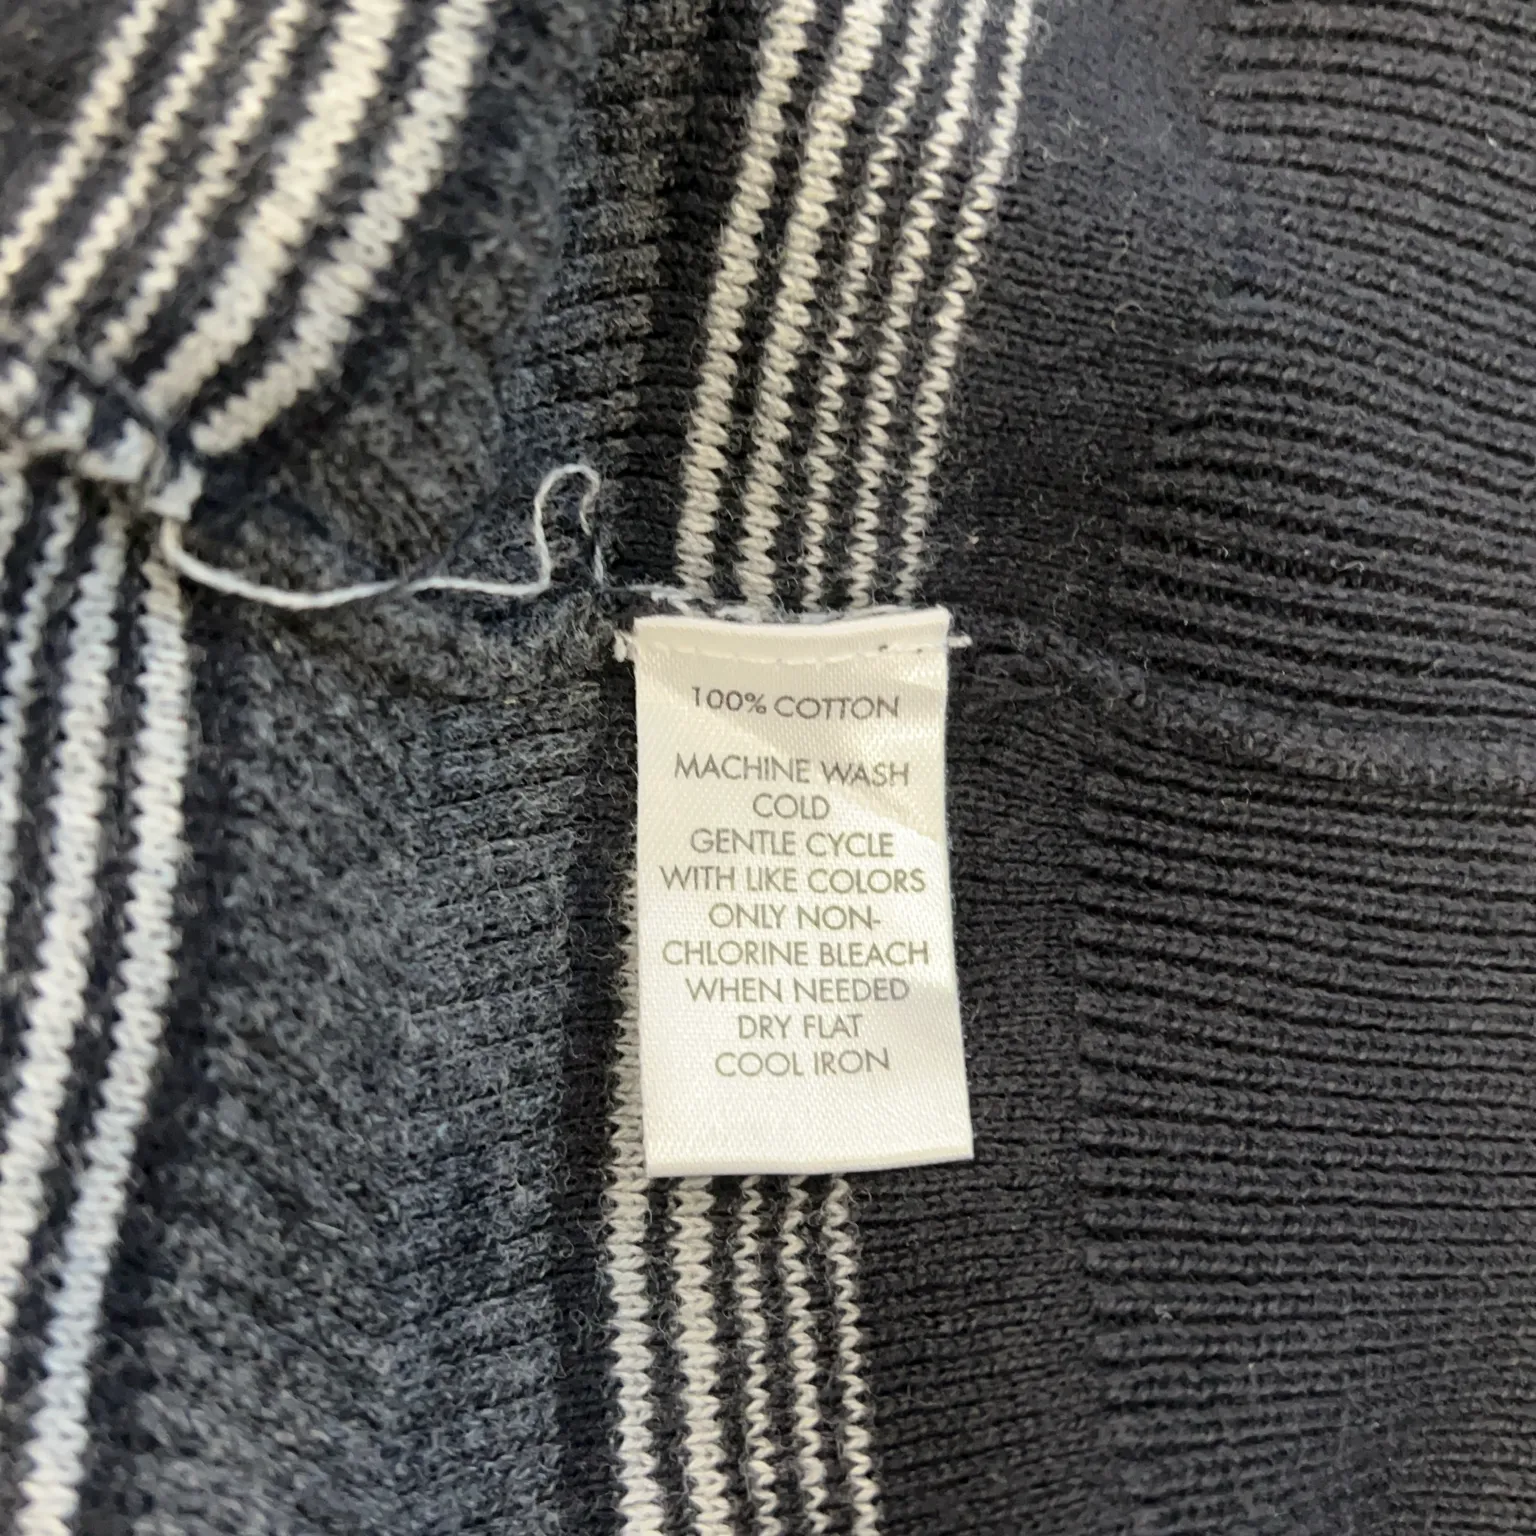 100% COTTON
MACHINE WASH
COLD
GENTLE CYCLE
WITH LIKE COLORS
ONLY NON-
CHLORINE BLEACH
WHEN NEEDED
DRY FLAT
COOL IRON